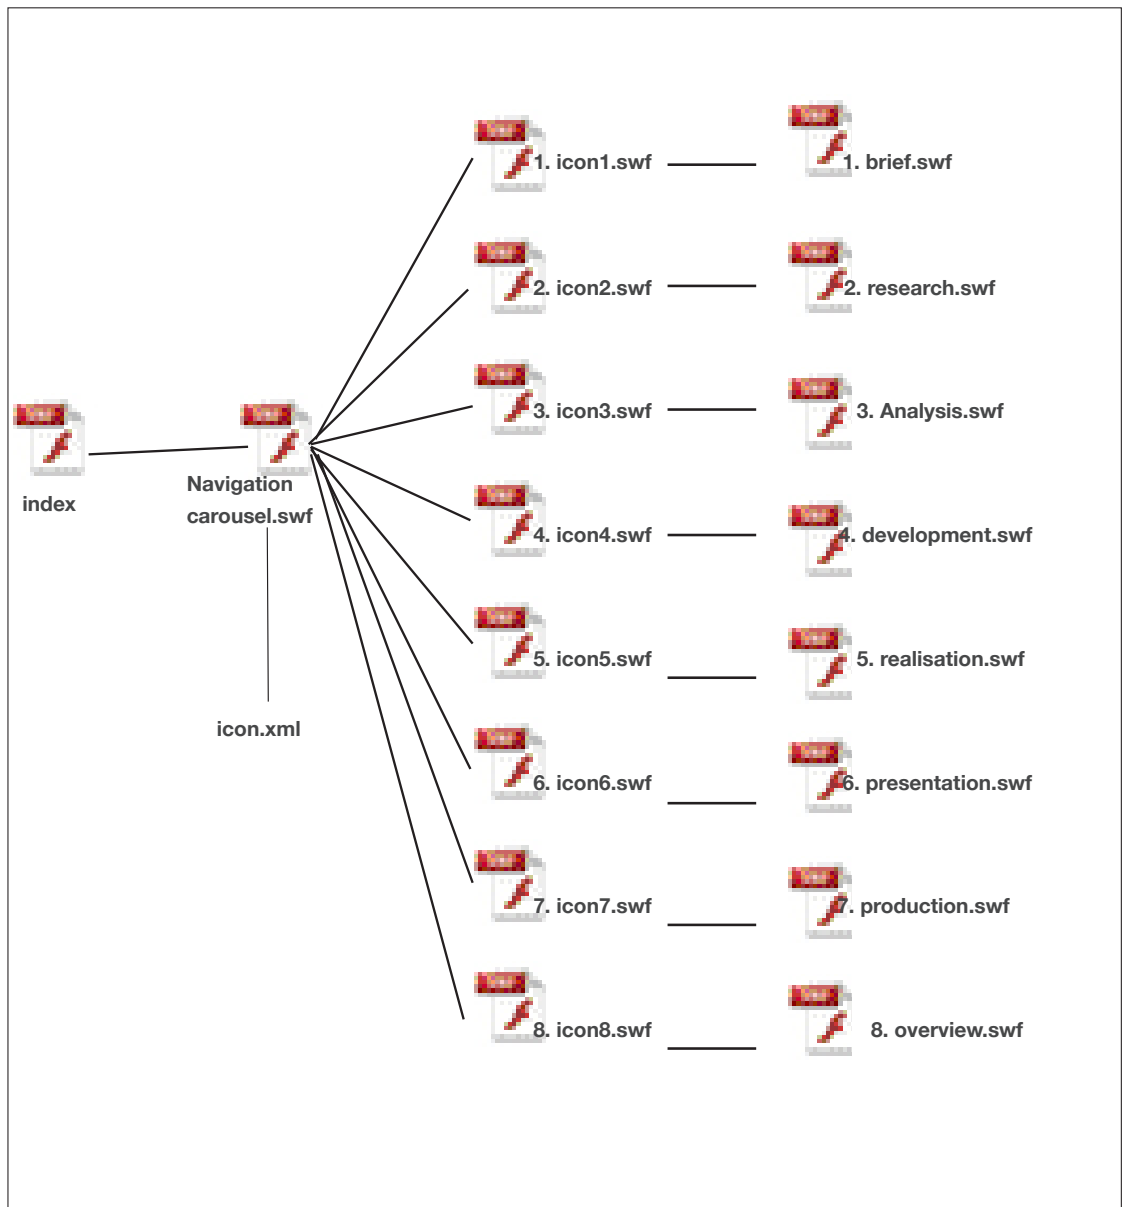 1. icon1.swf
1. brief.swf
2. icon2.swf
2. research.swf
3. icon3.swf
3. Analysis.swf
index
Navigation
carousel.swf
4. icon4.swf
4. development.swf
5. icon5.swf
5. realisation.swf
icon.xml
6. icon6.swf
6. presentation.swf
7. icon7.swf
7. production.swf
8. icon8.swf
8. overview.swf